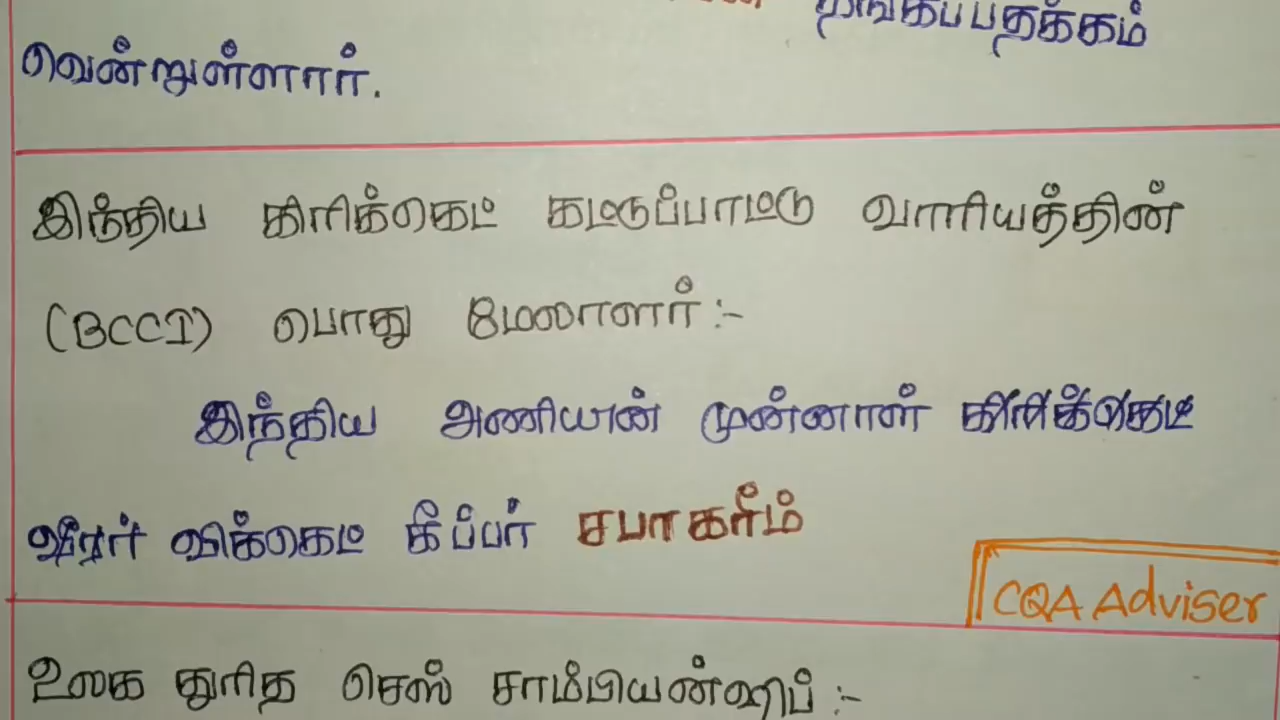 தங்கப்பதக்கம்
வென்றுள்ளார்.
இந்திய கிரிக்கெட் கட்டுப்பாட்டு வாரியத்தின்
(BCCI) பொது மேலாளர் :-
இந்திய அணியின் முன்னாள் கிரிக்கெட்
வீரர் விக்கெட் கீப்பர் சபாகரீம்
CQA Adviser
உலக துரித செஸ் சாம்பியன்ஷிப் :-